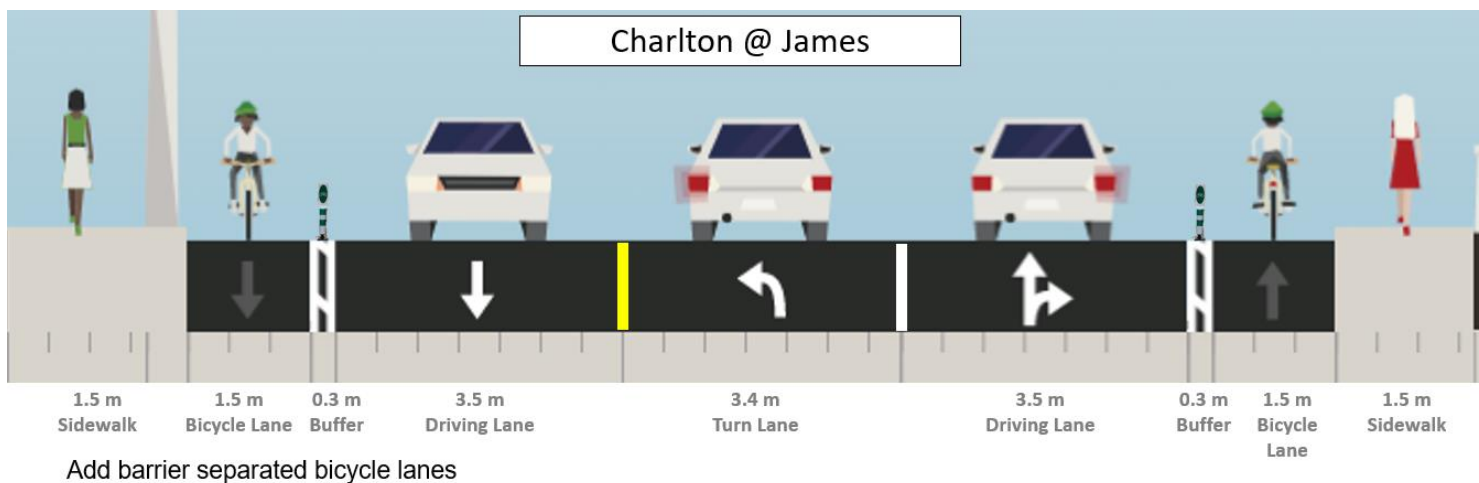 Charlton @ James
1.5 m 1.5 m 0.3 m 3.5 m 3.4 m 3.5 m 0.3 m 1.5 m 1.5 m
Sidewalk Bicycle Lane Buffer Driving Lane Turn Lane Driving Lane Buffer Bicycle Sidewalk
Lane
Add barrier separated bicycle lanes